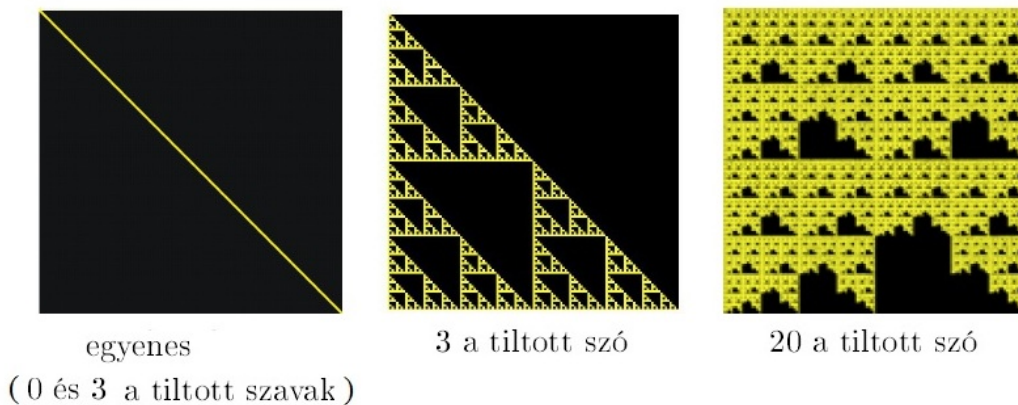 egyenes
( 0 és 3 a tiltott szavak )
3 a tiltott szó
20 a tiltott szó